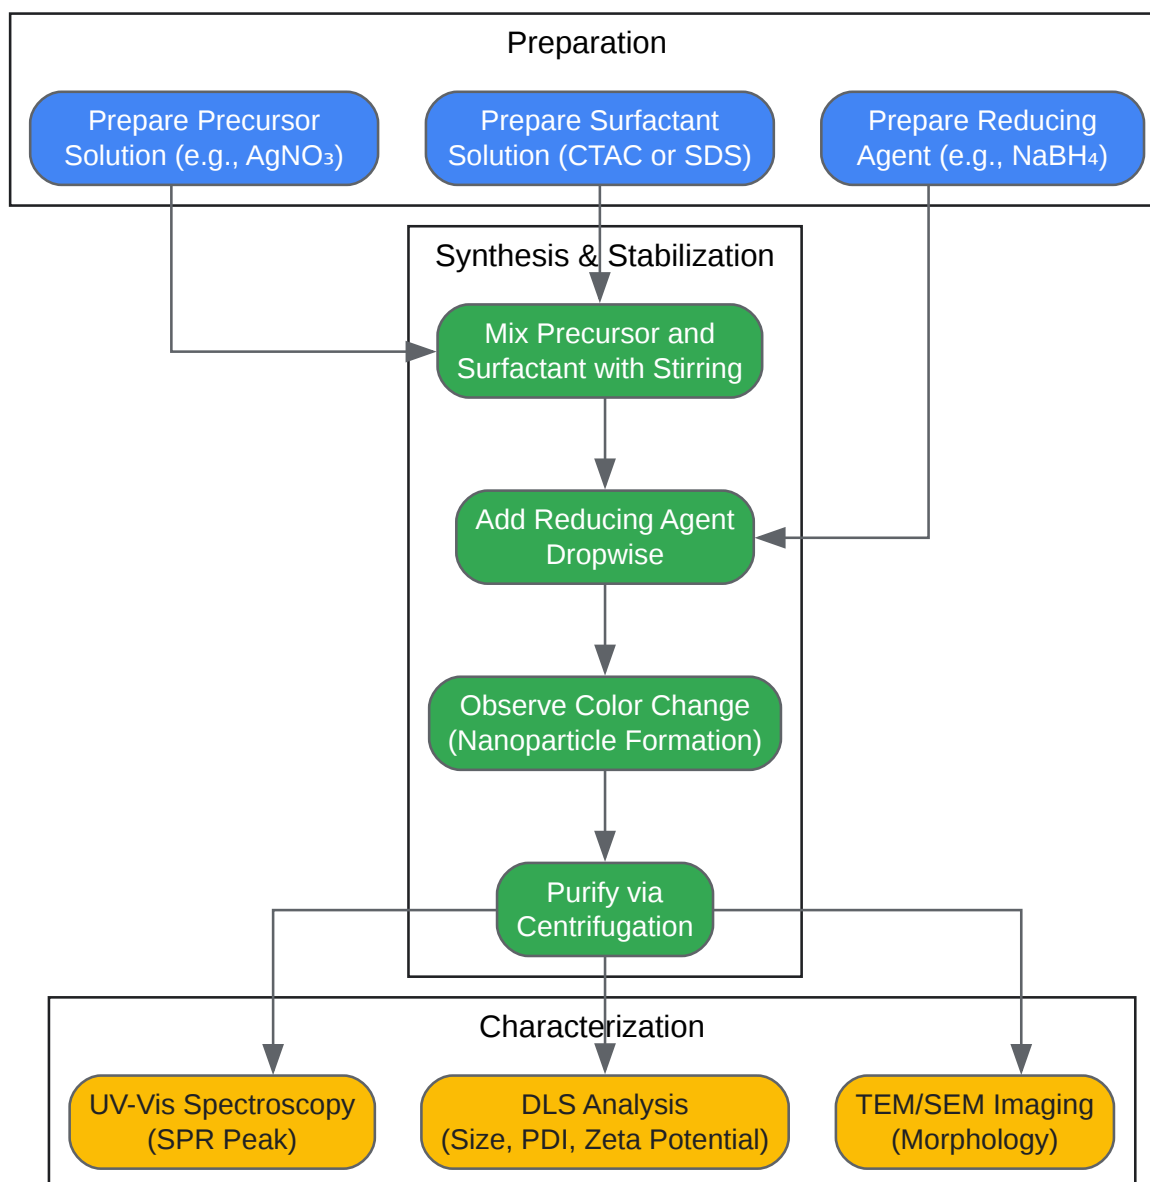 Preparation
Prepare Precursor
Solution (e.g., AgNO₃)
Prepare Surfactant
Solution (CTAC or SDS)
Prepare Reducing
Agent (e.g., NaBH₄)
Synthesis & Stabilization
Mix Precursor and
Surfactant with Stirring
Add Reducing Agent
Dropwise
Observe Color Change
(Nanoparticle Formation)
Purify via
Centrifugation
Characterization
UV-Vis Spectroscopy
(SPR Peak)
DLS Analysis
(Size, PDI, Zeta Potential)
TEM/SEM Imaging
(Morphology)